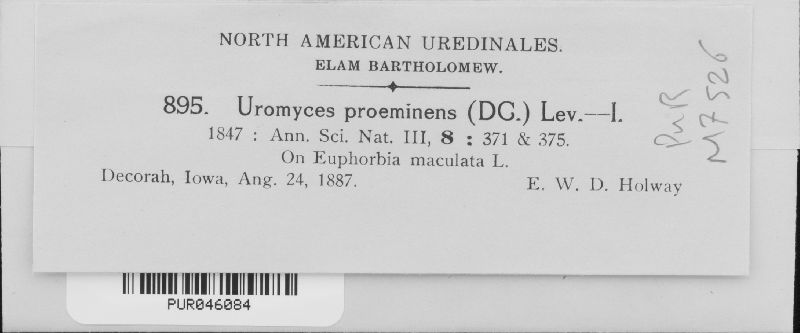 NORTH AMERICAN UREDINALES.
ELAM BARTHOLOMEW.
895. Uromyces proeminens (DC.) Lev.—I.
1847 : Ann. Sci. Nat. III, 8 : 371 & 375.
On Euphorbia maculata L.
Decorah, Iowa, Ang. 24, 1887. E. W. D. Holway
PUR
M7526
PUR046084